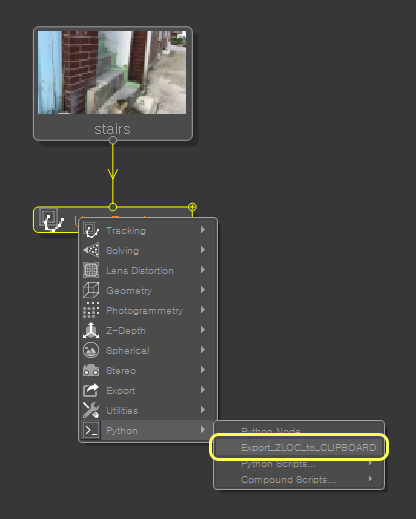 stairs
Tracking
Solving
Lens Distortion
Geometry
Photogrammetry
Z-Depth
Spherical
Stereo
Export
Utilities
Python
Python Node
Export_ZLOC_to_CLIPBOARD
Python Scripts...
Compound Scripts...